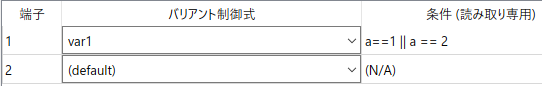 端子 バリアント制御式 条件 (読み取り専用)
1 var1 a==1 || a == 2
2 (default) (N/A)